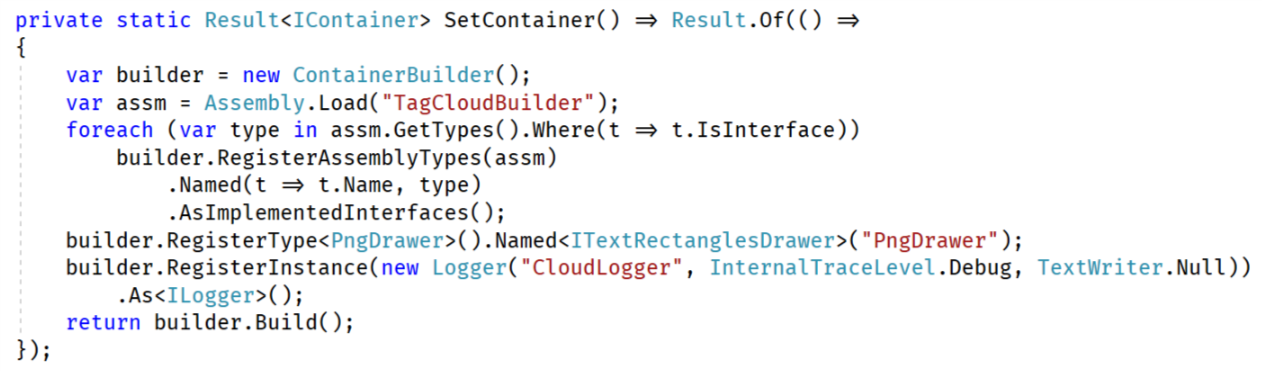 private static Result<IContainer> SetContainer() => Result.Of(() =>
{
    var builder = new ContainerBuilder();
    var assm = Assembly.Load("TagCloudBuilder");
    foreach (var type in assm.GetTypes().Where(t => t.IsInterface))
        builder.RegisterAssemblyTypes(assm)
            .Named(t => t.Name, type)
            .AsImplementedInterfaces();
    builder.RegisterType<PngDrawer>().Named<ITextRectanglesDrawer>("PngDrawer");
    builder.RegisterInstance(new Logger("CloudLogger", InternalTraceLevel.Debug, TextWriter.Null))
        .As<ILogger>();
    return builder.Build();
});